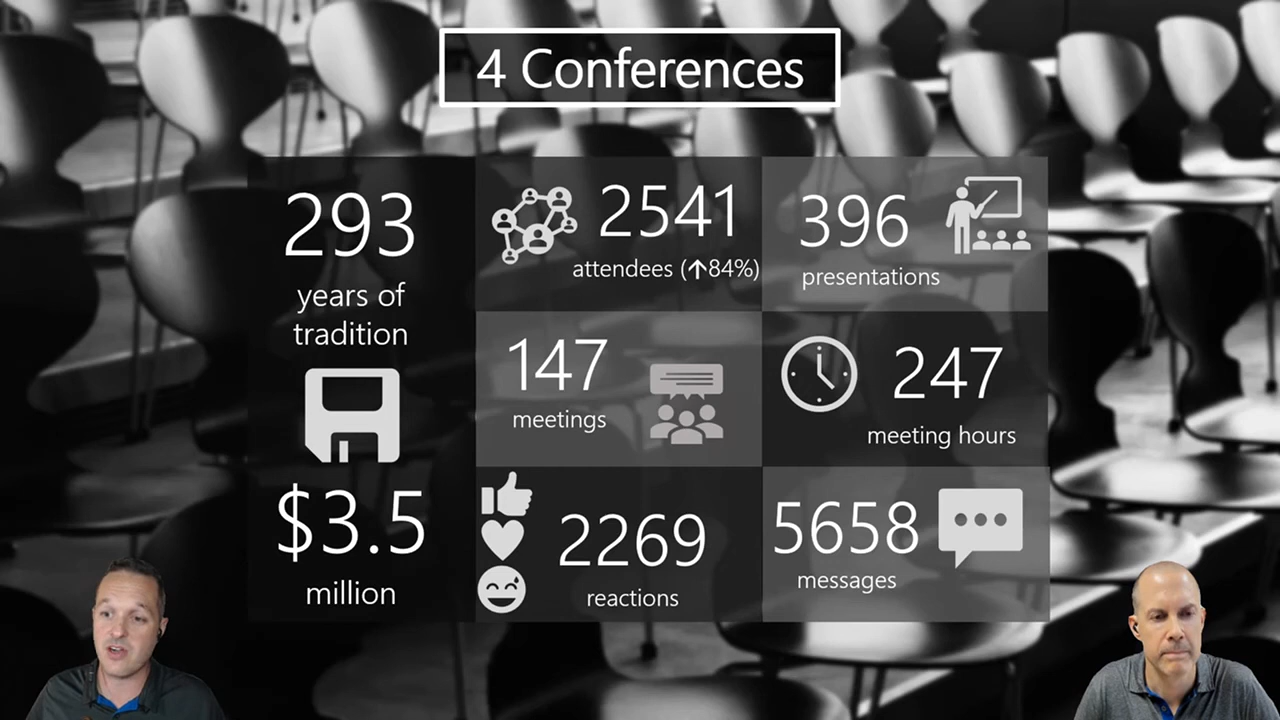 4 Conferences
293
years of
tradition
$3.5
million
2541
attendees (↑84%)
396
presentations
147
meetings
247
meeting hours
2269
reactions
5658
messages